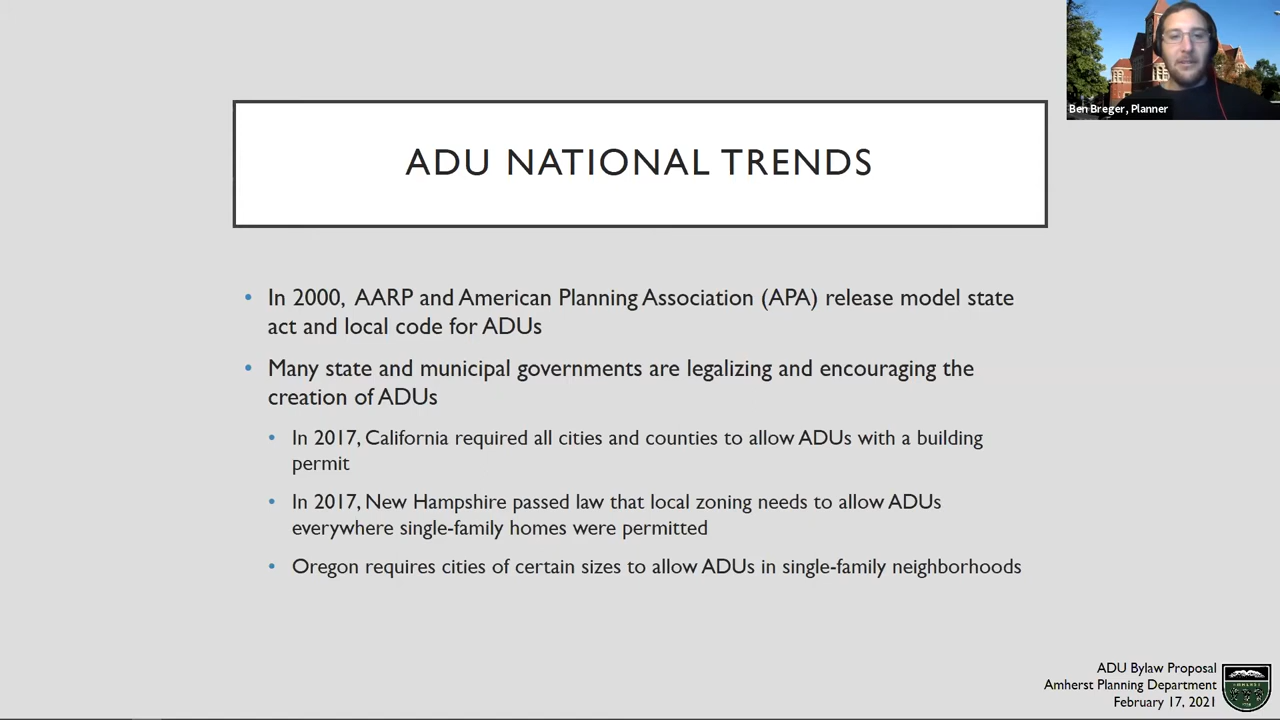 Ben Breger, Planner
ADU NATIONAL TRENDS
• In 2000, AARP and American Planning Association (APA) release model state
act and local code for ADUs
• Many state and municipal governments are legalizing and encouraging the
creation of ADUs
• In 2017, California required all cities and counties to allow ADUs with a building
permit
• In 2017, New Hampshire passed law that local zoning needs to allow ADUs
everywhere single-family homes were permitted
• Oregon requires cities of certain sizes to allow ADUs in single-family neighborhoods
ADU Bylaw Proposal
Amherst Planning Department
February 17, 2021
AMHERST